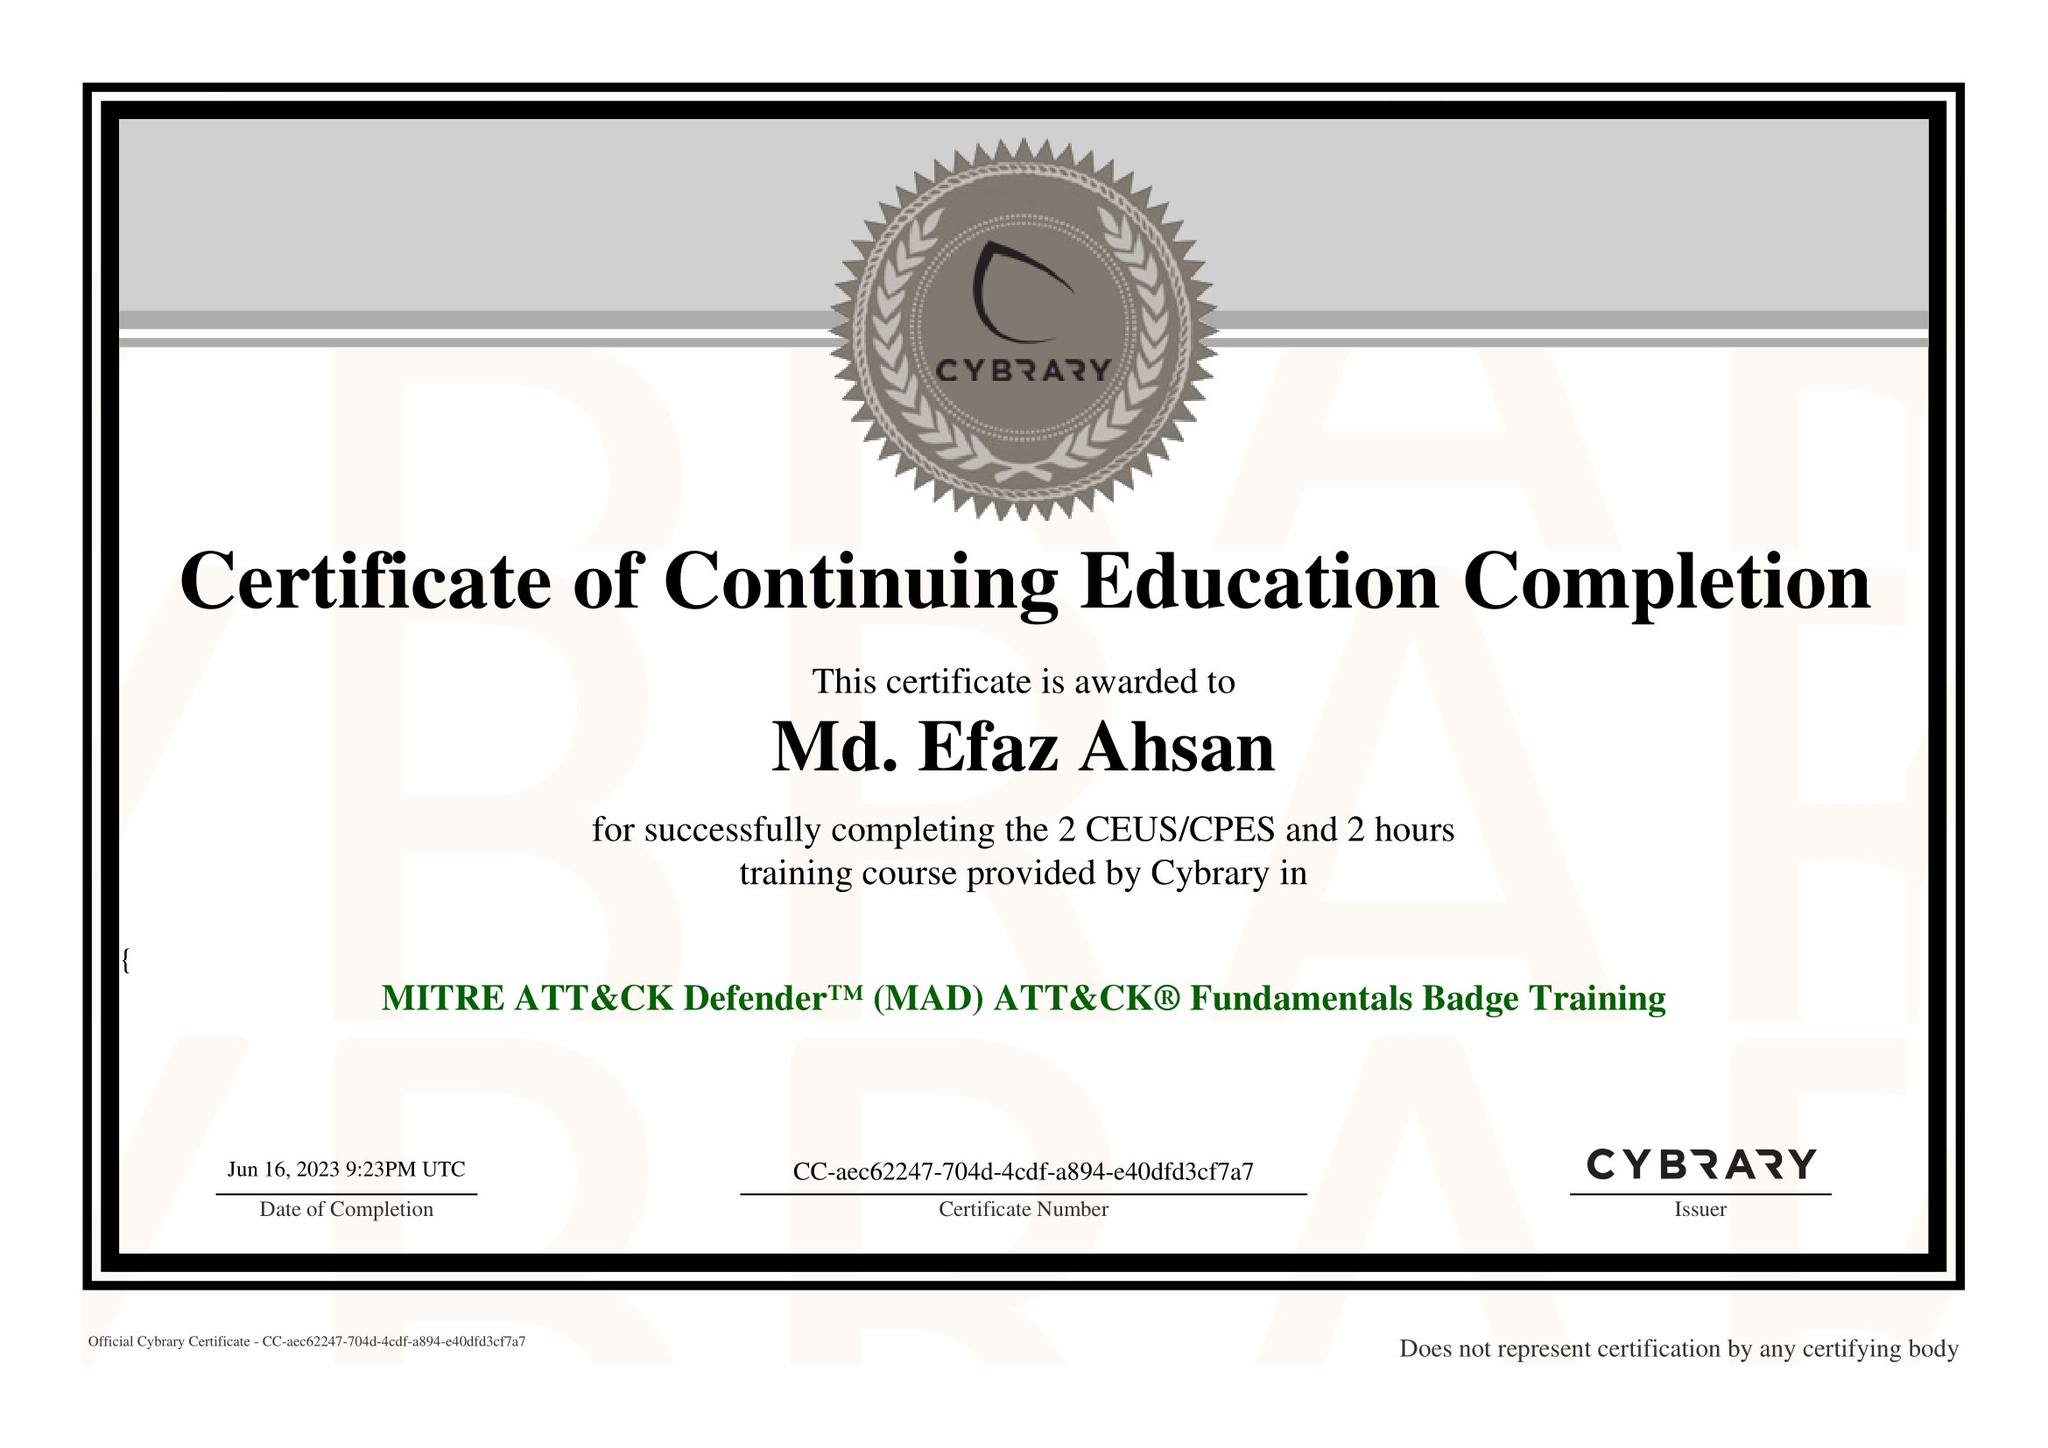 CYBRARY
Certificate of Continuing Education Completion
This certificate is awarded to
Md. Efaz Ahsan
for successfully completing the 2 CEUS/CPES and 2 hours
training course provided by Cybrary in
{
MITRE ATT&CK Defender™ (MAD) ATT&CK® Fundamentals Badge Training
Jun 16, 2023 9:23PM UTC
Date of Completion
CC-aec62247-704d-4cdf-a894-e40dfd3cf7a7
Certificate Number
CYBRARY
Issuer
Official Cybrary Certificate - CC-aec62247-704d-4cdf-a894-e40dfd3cf7a7
Does not represent certification by any certifying body